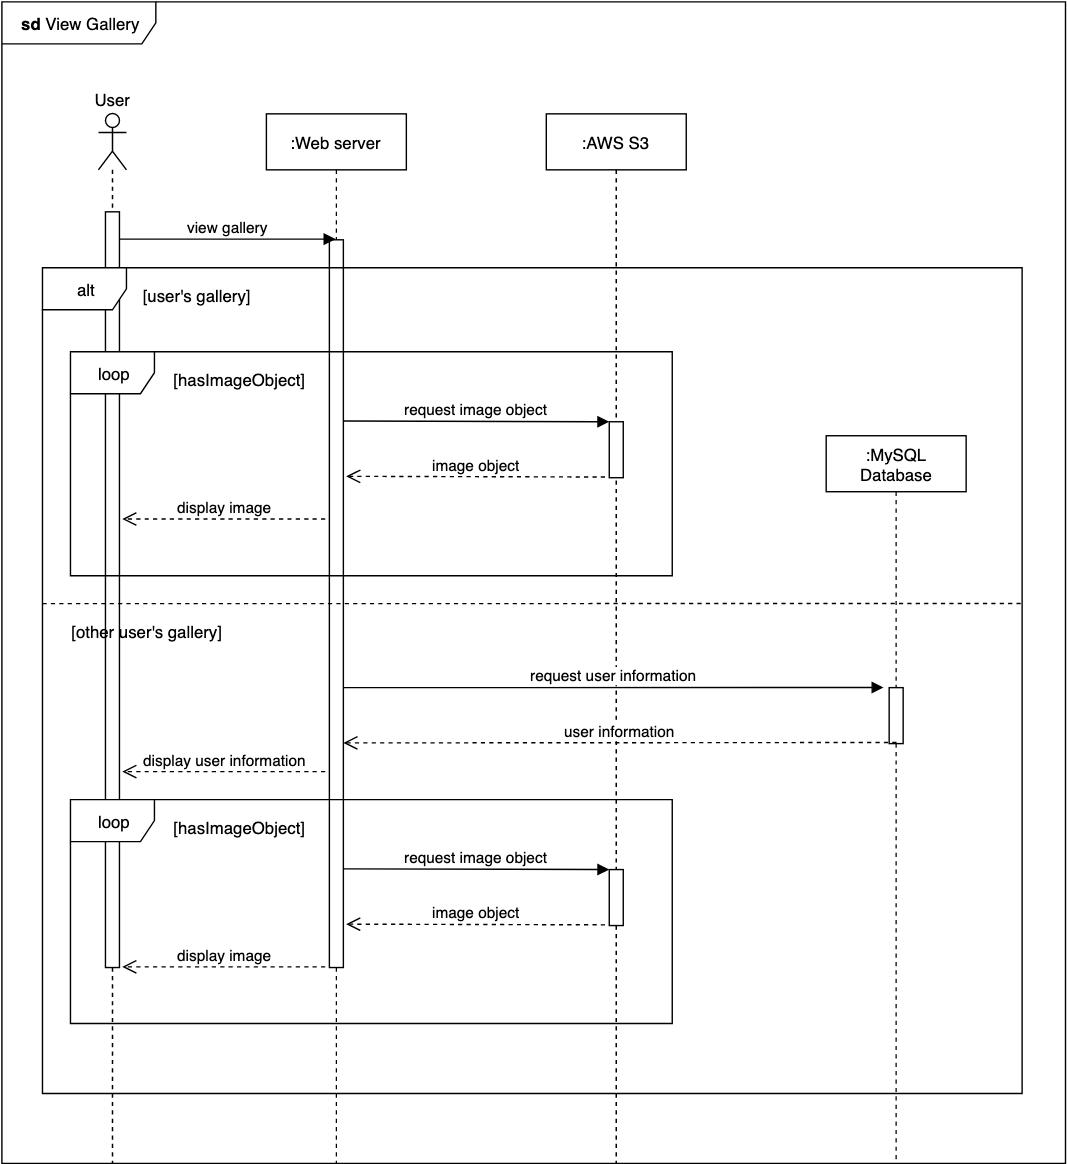 sd View Gallery
User
:Web server
:AWS S3
view gallery
alt
[user's gallery]
loop
[hasImageObject]
request image object
:MySQL
Database
image object
display image
[other user's gallery]
request user information
user information
display user information
loop
[hasImageObject]
request image object
image object
display image